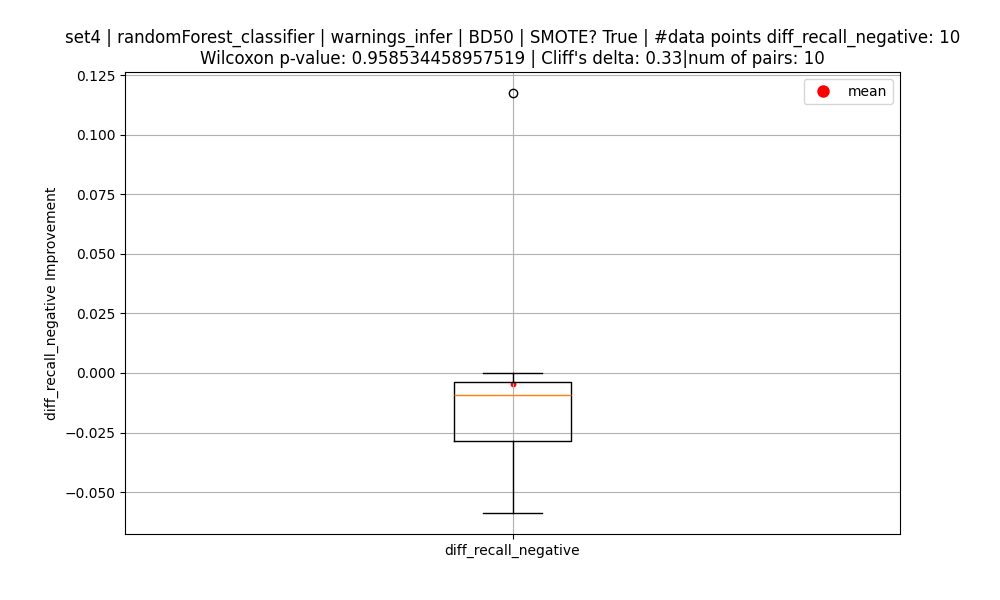 set4 | randomForest_classifier | warnings_infer | BD50 | SMOTE? True | #data points diff_recall_negative: 10
Wilcoxon p-value: 0.958534458957519 | Cliff's delta: 0.33|num of pairs: 10
mean
0.125
0.100
0.075
0.050
0.025
0.000
−0.025
−0.050
diff_recall_negative Improvement
diff_recall_negative